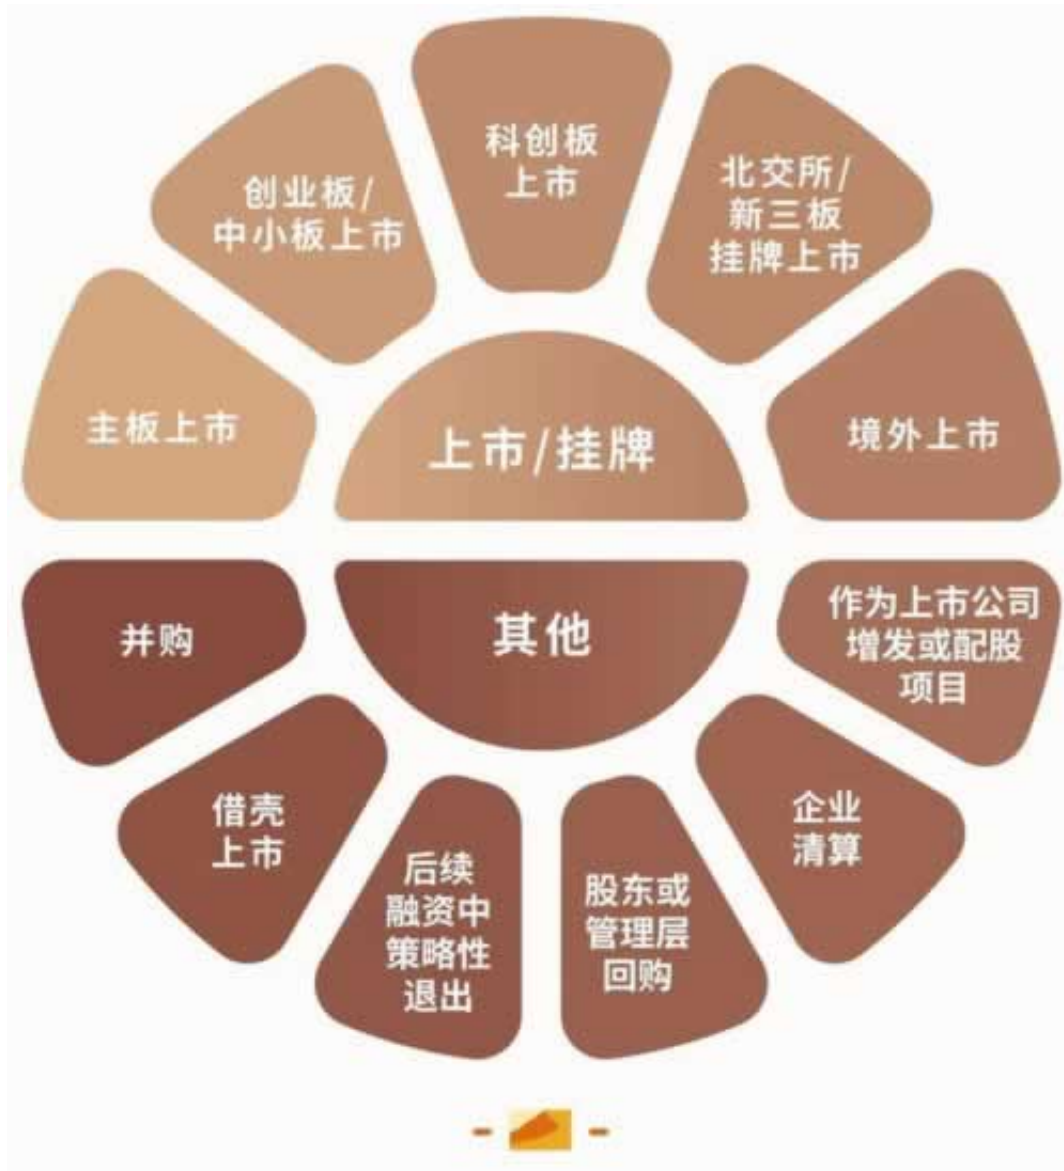 科创板
上市
创业板/
中小板上市
北交所/
新三板
挂牌上市
主板上市
上市/挂牌
境外上市
并购
其他
作为上市公司
增发或配股
项目
借壳
上市
后续
融资中
策略性
退出
股东或
管理层
回购
企业
清算